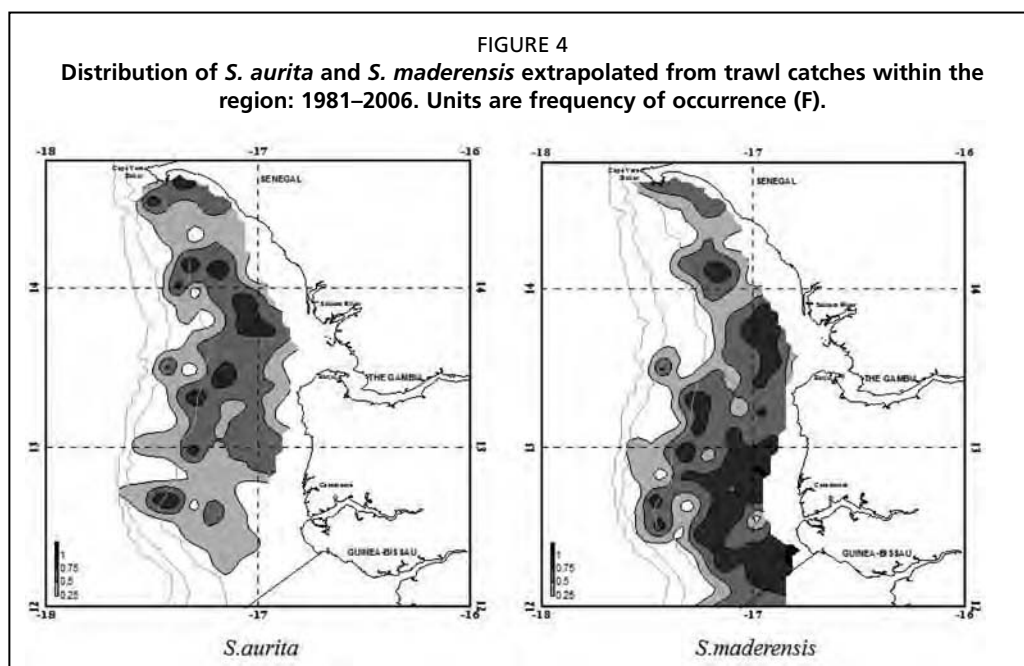 FIGURE 4
Distribution of S. aurita and S. maderensis extrapolated from trawl catches within the
region: 1981–2006. Units are frequency of occurrence (F).
-18
-17
-16
SENEGAL
14
14
THE GAMBIA
13
Casamance
GUINEA-BISSAU
1
0.75
0.5
0.25
12
12
-18
-17
-16
S.aurita
-18
-17
-16
SENEGAL
14
14
THE GAMBIA
13
13
Casamance
GUINEA-BISSAU
1
0.75
0.5
0.25
12
12
-18
-17
-16
S.maderensis